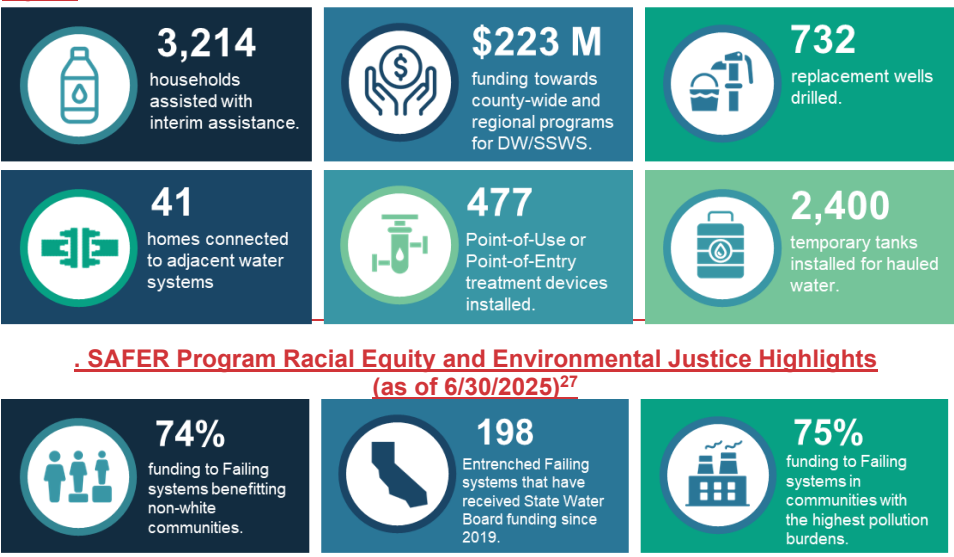 3,214
households
assisted with
interim assistance.
$223 M
funding towards
county-wide and
regional programs
for DW/SSWS.
732
replacement wells
drilled.
41
homes connected
to adjacent water
systems
477
Point-of-Use or
Point-of-Entry
treatment devices
installed.
2,400
temporary tanks
installed for hauled
water.
. SAFER Program Racial Equity and Environmental Justice Highlights
(as of 6/30/2025)27
74%
funding to Failing
systems benefitting
non-white
communities.
198
Entrenched Failing
systems that have
received State Water
Board funding since
2019.
75%
funding to Failing
systems in
communities with
the highest pollution
burdens.